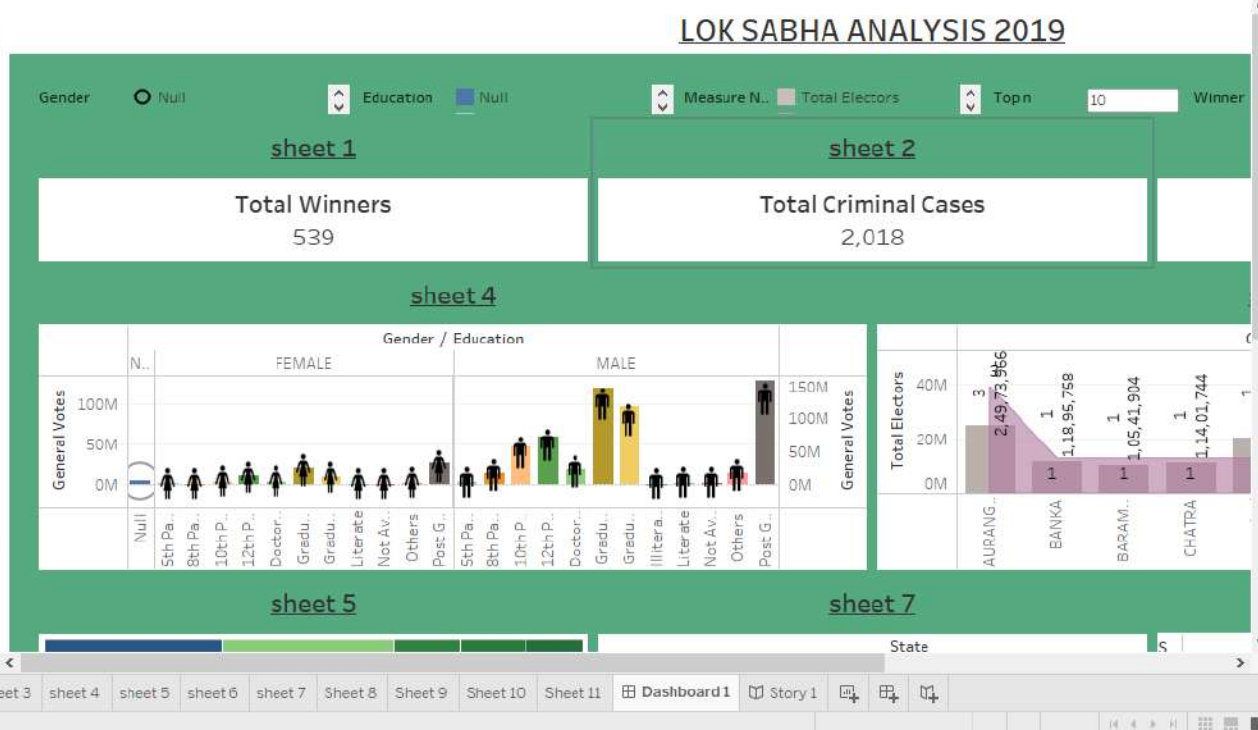 LOK SABHA ANALYSIS 2019
Gender Null Education Null Measure N.. Total Electors Top n 10 Winner
sheet 1
sheet 2
Total Winners
539
Total Criminal Cases
2,018
sheet 4
Gender / Education
N.. FEMALE MALE
General Votes
100M
50M
0M
150M
100M
50M
0M
General Votes
Null
5th Pa..
8th Pa..
10th P..
12th P..
Doctor..
Gradu..
Gradu..
Literate
Not Av..
Others
Post G..
5th Pa..
8th Pa..
10th P..
12th P..
Doctor..
Gradu..
Gradu..
Illitera..
Literate
Not Av..
Others
Post G..
Total Electors
40M
20M
0M
3
2,49,73,966
1
1,18,95,758
1
1,05,41,904
1
1,14,01,744
1
1 1 1
AURANG..
BANKA
BARAM..
CHATRA
sheet 5
sheet 7
State
S
sheet 4 sheet 5 sheet 6 sheet 7 Sheet 8 Sheet 9 Sheet 10 Sheet 11 Dashboard 1 Story 1